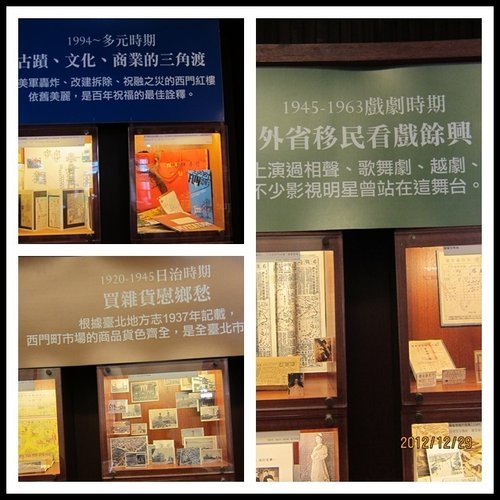 1994~多元時期
古蹟、文化、商業的三角渡
美軍轟炸、改建拆除、祝融之災的西門紅樓
依舊美麗，是百年祝福的最佳詮釋。
1945-1963戲劇時期
外省移民看戲餘興
上演過相聲、歌舞劇、越劇、
不少影視明星曾站在這舞台。
1920-1945日治時期
買雜貨慰鄉愁
根據臺北地方志1937年記載，
西門町市場的商品貨色齊全，是全臺北市
2012/12/29